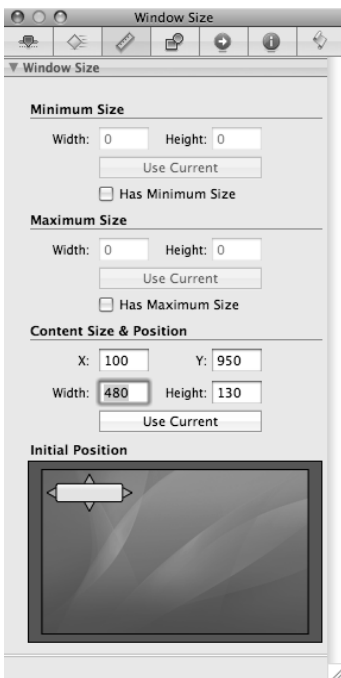 Window Size
Window Size
Minimum Size
Width: 0 Height: 0
Use Current
Has Minimum Size
Maximum Size
Width: 0 Height: 0
Use Current
Has Maximum Size
Content Size & Position
X: 100 Y: 950
Width: 480 Height: 130
Use Current
Initial Position